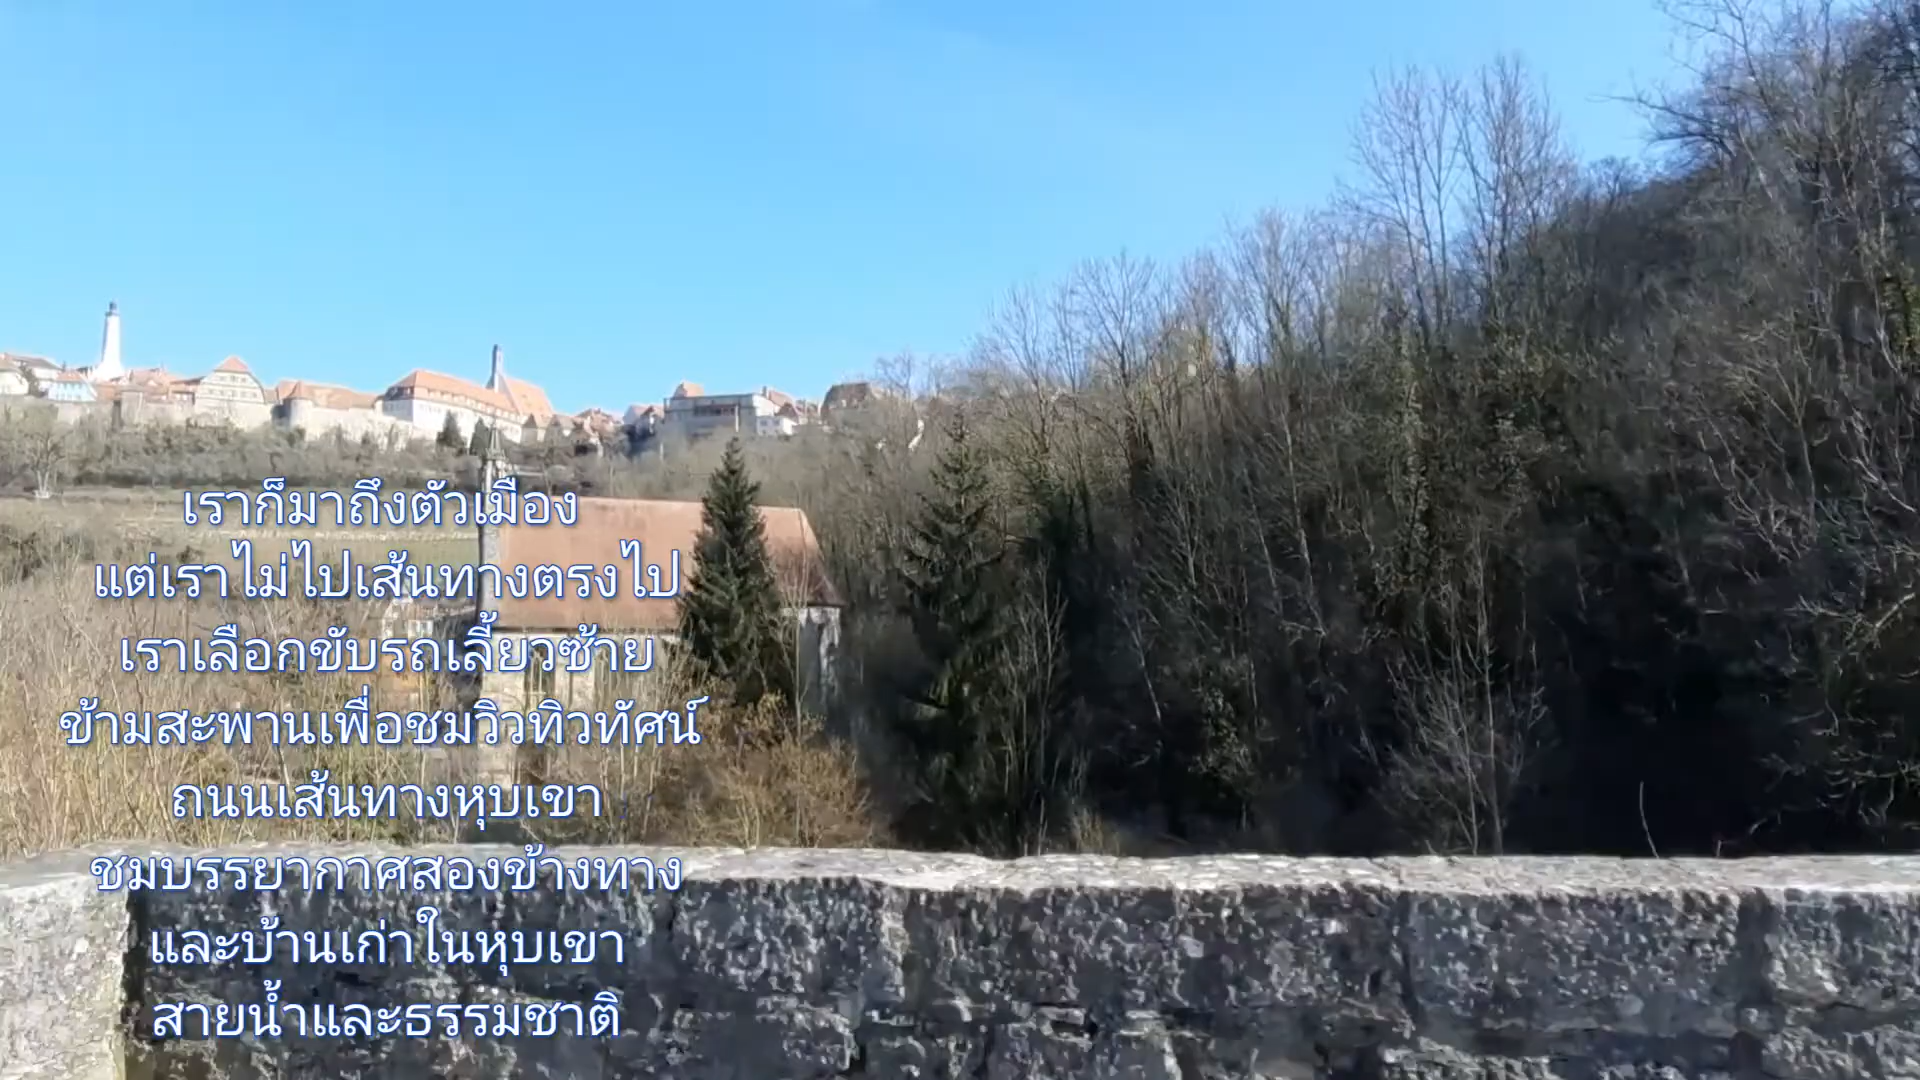 เราก็มาถึงตัวเมือง
แต่เราไม่ไปเส้นทางตรงไป
เราเลือกขับรถเลี้ยวซ้าย
ข้ามสะพานเพื่อชมวิวทิวทัศน์
ถนนเส้นทางหุบเขา
ชมบรรยากาศสองข้างทาง
และบ้านเก่าในหุบเขา
สายน้ำและธรรมชาติ